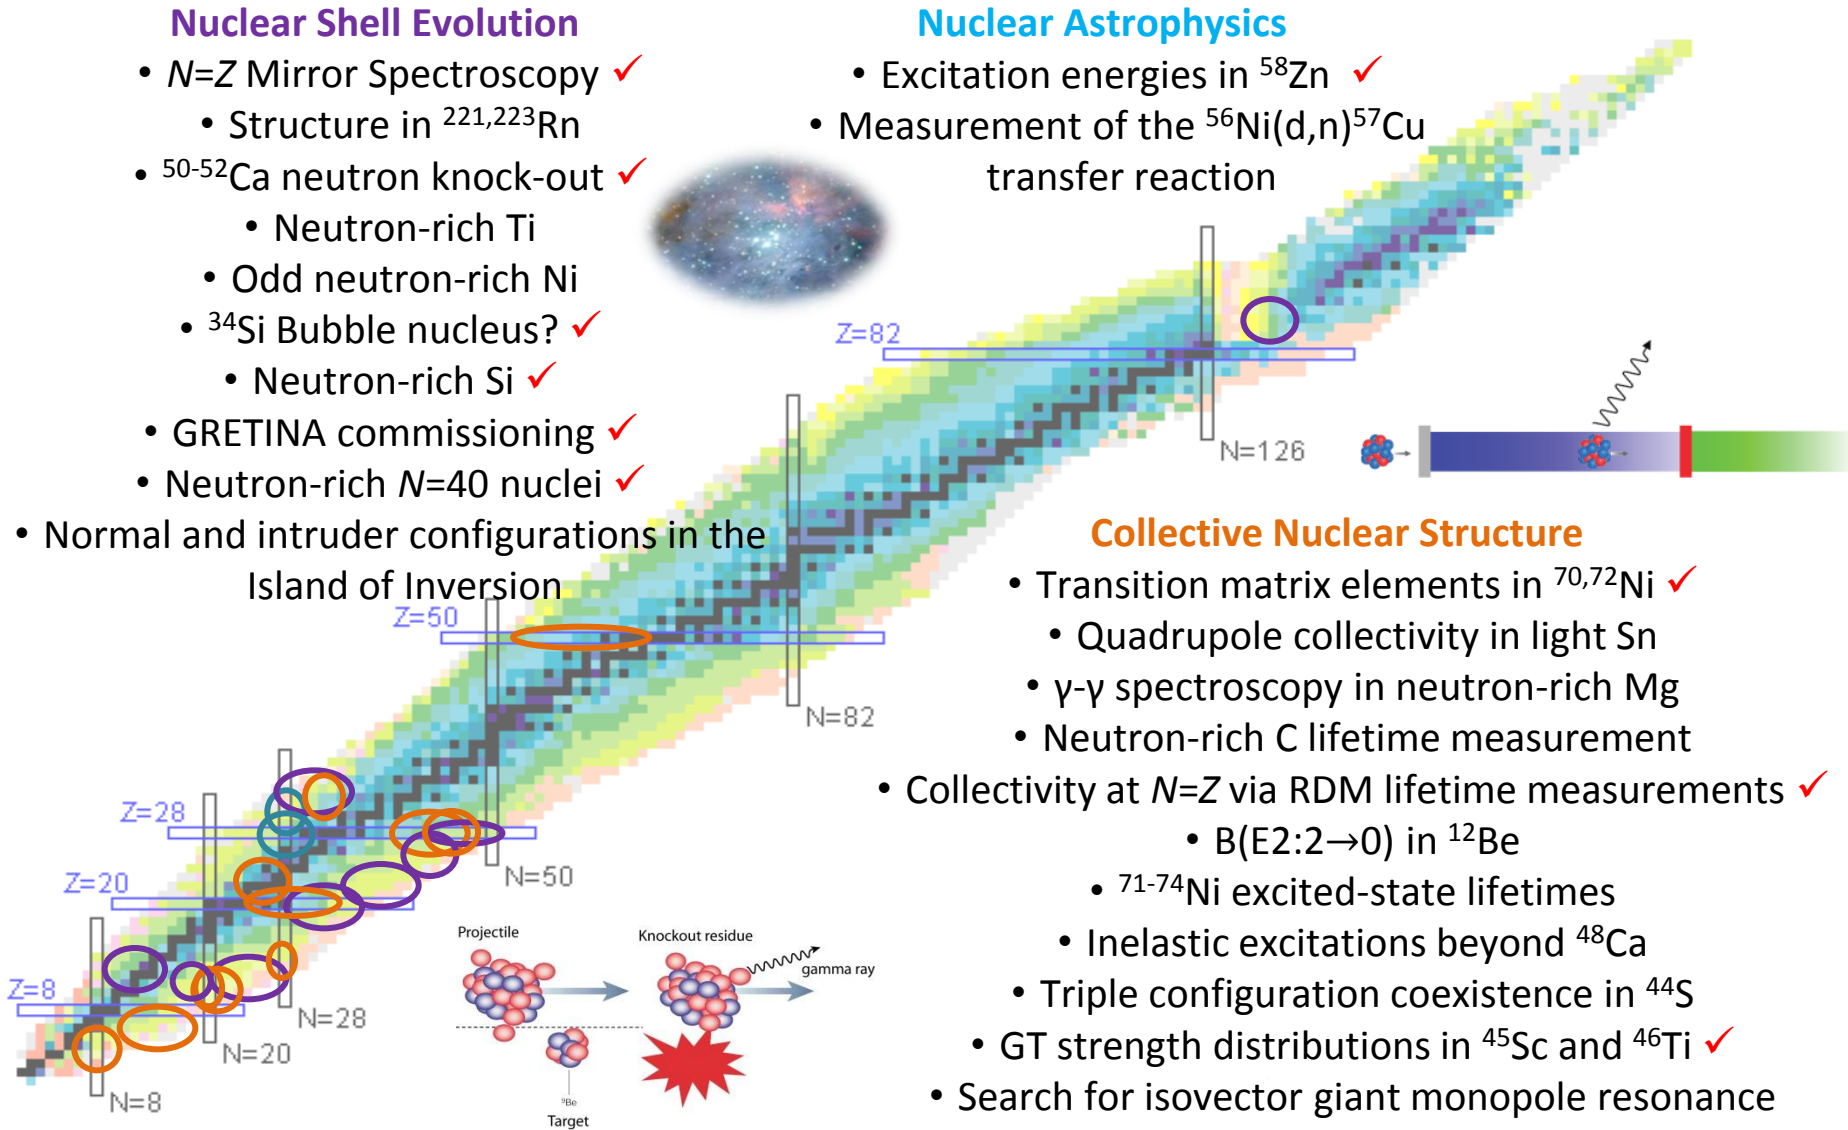 Nuclear Shell Evolution
• N=Z Mirror Spectroscopy ✓
• Structure in ²²¹,²²³Rn
• ⁵⁰⁻⁵²Ca neutron knock-out ✓
• Neutron-rich Ti
• Odd neutron-rich Ni
• ³⁴Si Bubble nucleus? ✓
• Neutron-rich Si ✓
• GRETINA commissioning ✓
• Neutron-rich N=40 nuclei ✓
• Normal and intruder configurations in the
Island of Inversion
Nuclear Astrophysics
• Excitation energies in ⁵⁸Zn ✓
• Measurement of the ⁵⁶Ni(d,n)⁵⁷Cu
transfer reaction
Z=82
N=126
Z=50
N=82
Z=28
N=50
Z=20
N=28
Z=8
N=20
N=8
Projectile
Knockout residue
gamma ray
⁹Be
Target
Collective Nuclear Structure
• Transition matrix elements in ⁷⁰,⁷²Ni ✓
• Quadrupole collectivity in light Sn
• γ-γ spectroscopy in neutron-rich Mg
• Neutron-rich C lifetime measurement
• Collectivity at N=Z via RDM lifetime measurements ✓
• B(E2:2→0) in ¹²Be
• ⁷¹⁻⁷⁴Ni excited-state lifetimes
• Inelastic excitations beyond ⁴⁸Ca
• Triple configuration coexistence in ⁴⁴S
• GT strength distributions in ⁴⁵Sc and ⁴⁶Ti ✓
• Search for isovector giant monopole resonance